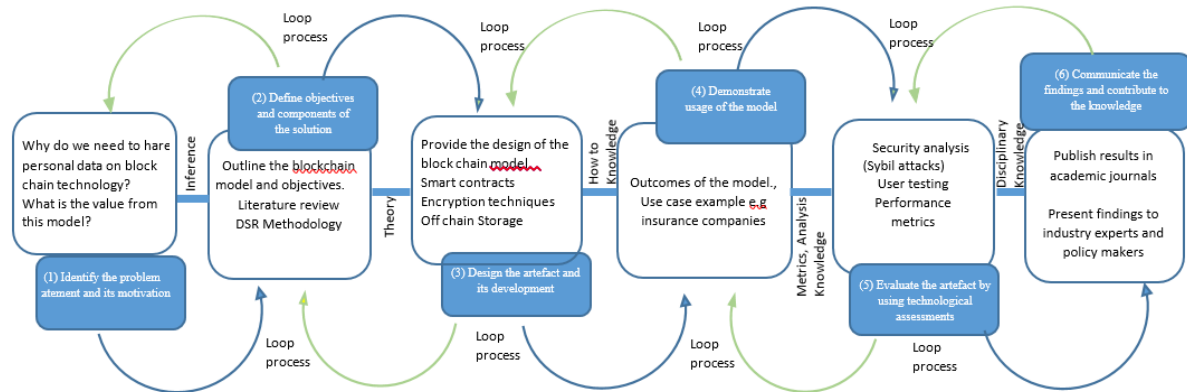 Loop
process
Loop
process
Loop
process
Loop
process
(2) Define objectives
and components of
the solution
(4) Demonstrate
usage of the model
(6) Communicate the
findings and contribute to
the knowledge
Why do we need to hare
personal data on block
chain technology?
What is the value from
this model?
Inference
Outline the blockchain
model and objectives.
Literature review
DSR Methodology
Theory
Provide the design of the
block chain model
Smart contracts
Encryption techniques
Off chain Storage
How to
Knowledge
Outcomes of the model.,
Use case example e.g
insurance companies
Metrics, Analysis
Knowledge
Security analysis
(Sybil attacks)
User testing
Performance
metrics
Disciplinary
Knowledge
Publish results in
academic journals
Present findings to
industry experts and
policy makers
(1) Identify the problem
atement and its motivation
(3) Design the artefact and
its development
(5) Evaluate the artefact by
using technological
assessments
Loop
process
Loop
process
Loop
process
Loop
process